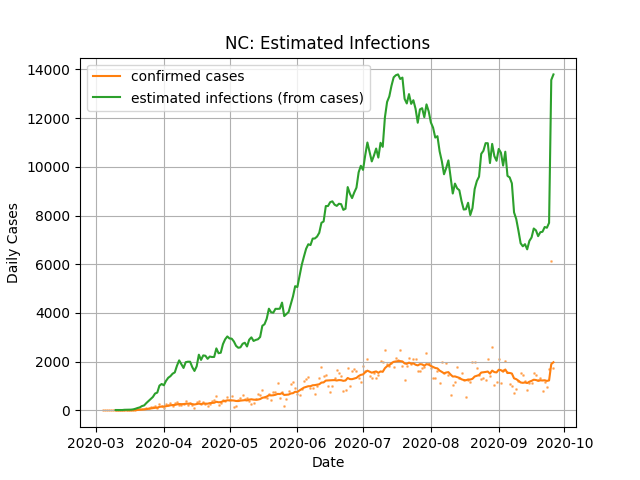 NC: Estimated Infections
confirmed cases
estimated infections (from cases)
14000
12000
10000
8000
6000
4000
2000
0
Daily Cases
2020-03 2020-04 2020-05 2020-06 2020-07 2020-08 2020-09 2020-10
Date